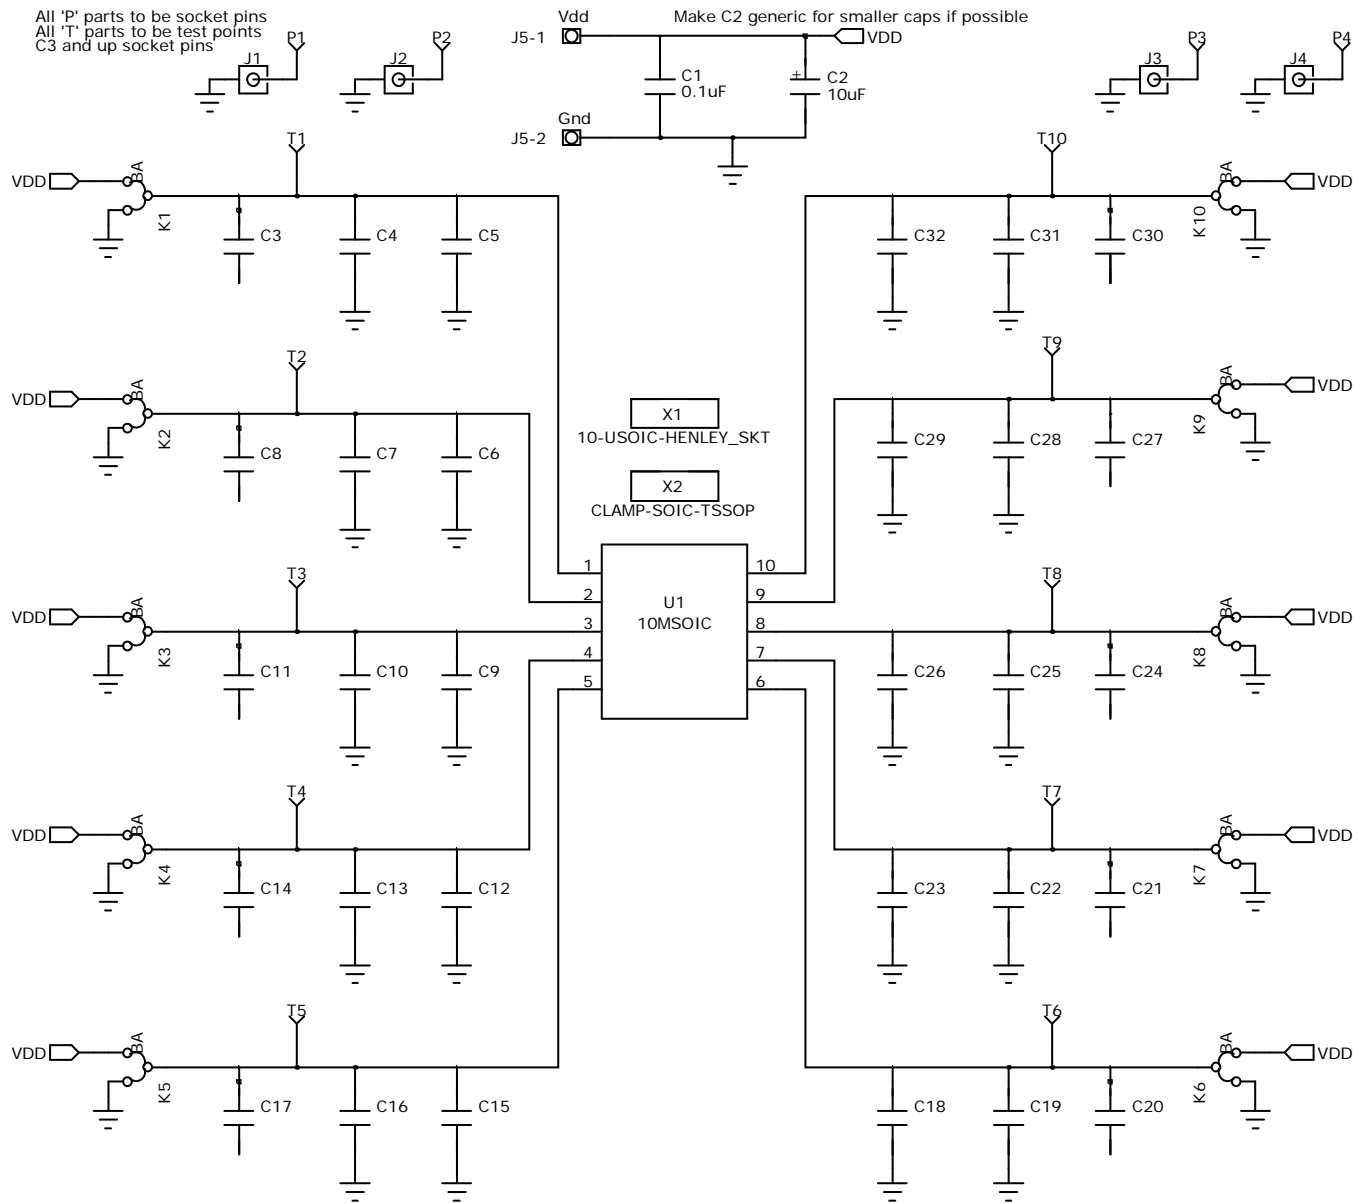 All 'P' parts to be socket pins
All 'T' parts to be test points
C3 and up socket pins
P1
J1
P2
J2
Vdd
J5-1
Make C2 generic for smaller caps if possible
VDD
C1
0.1uF
+
C2
10uF
Gnd
J5-2
P3
J3
P4
J4
T1
VDD
BA
K1
C3
C4
C5
T10
VDD
BA
K10
C32
C31
C30
T2
VDD
BA
K2
C8
C7
C6
T9
VDD
BA
K9
C29
C28
C27
X1
10-USOIC-HENLEY_SKT
X2
CLAMP-SOIC-TSSOP
U1
10MSOIC
1
2
3
4
5
10
9
8
7
6
T3
VDD
BA
K3
C11
C10
C9
T8
VDD
BA
K8
C26
C25
C24
T4
VDD
BA
K4
C14
C13
C12
T7
VDD
BA
K7
C23
C22
C21
T5
VDD
BA
K5
C17
C16
C15
T6
VDD
BA
K6
C18
C19
C20